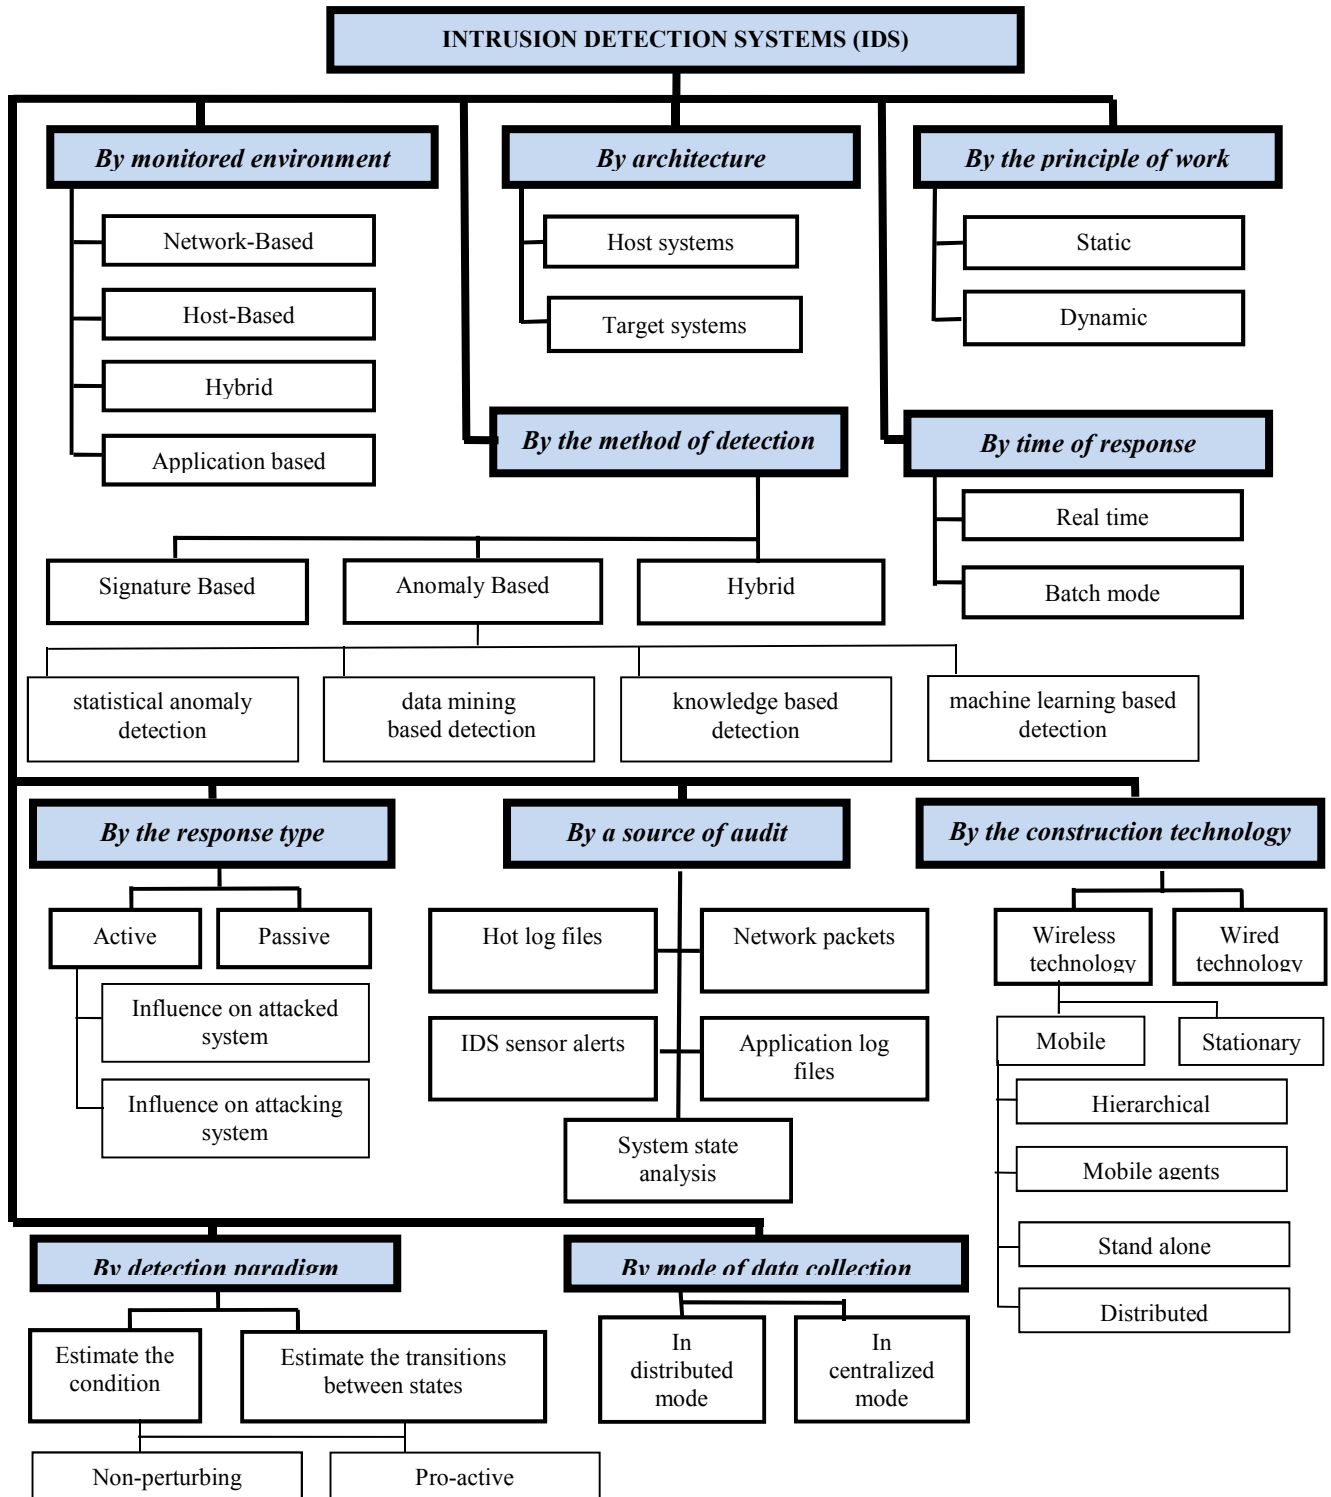 INTRUSION DETECTION SYSTEMS (IDS)
By monitored environment
By architecture
By the principle of work
Network-Based
Host-Based
Hybrid
Application based
Host systems
Target systems
Static
Dynamic
By the method of detection
By time of response
Real time
Batch mode
Signature Based
Anomaly Based
Hybrid
statistical anomaly
detection
data mining
based detection
knowledge based
detection
machine learning based
detection
By the response type
By a source of audit
By the construction technology
Active
Passive
Influence on attacked
system
Influence on attacking
system
Hot log files
Network packets
IDS sensor alerts
Application log
files
System state
analysis
Wireless
technology
Wired
technology
Mobile
Stationary
Hierarchical
Mobile agents
Stand alone
Distributed
By detection paradigm
By mode of data collection
Estimate the
condition
Estimate the transitions
between states
In
distributed
mode
In
centralized
mode
Non-perturbing
Pro-active